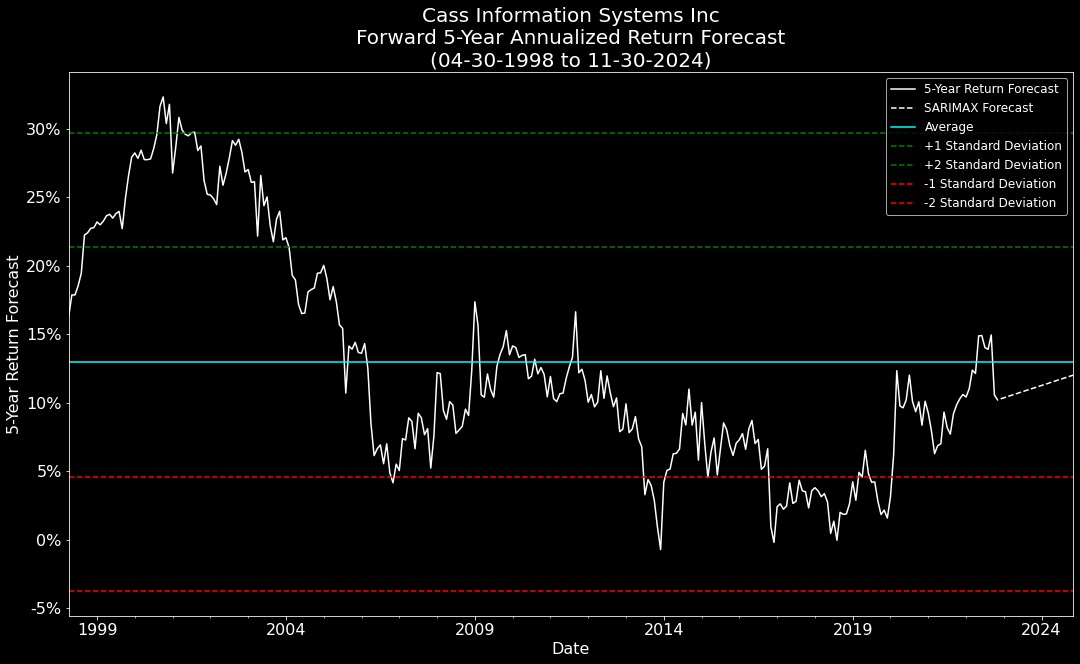 Cass Information Systems Inc
Forward 5-Year Annualized Return Forecast
(04-30-1998 to 11-30-2024)
5-Year Return Forecast
SARIMAX Forecast
Average
+1 Standard Deviation
+2 Standard Deviation
-1 Standard Deviation
-2 Standard Deviation
5-Year Return Forecast
30%
25%
20%
15%
10%
5%
0%
-5%
1999 2004 2009 2014 2019 2024
Date